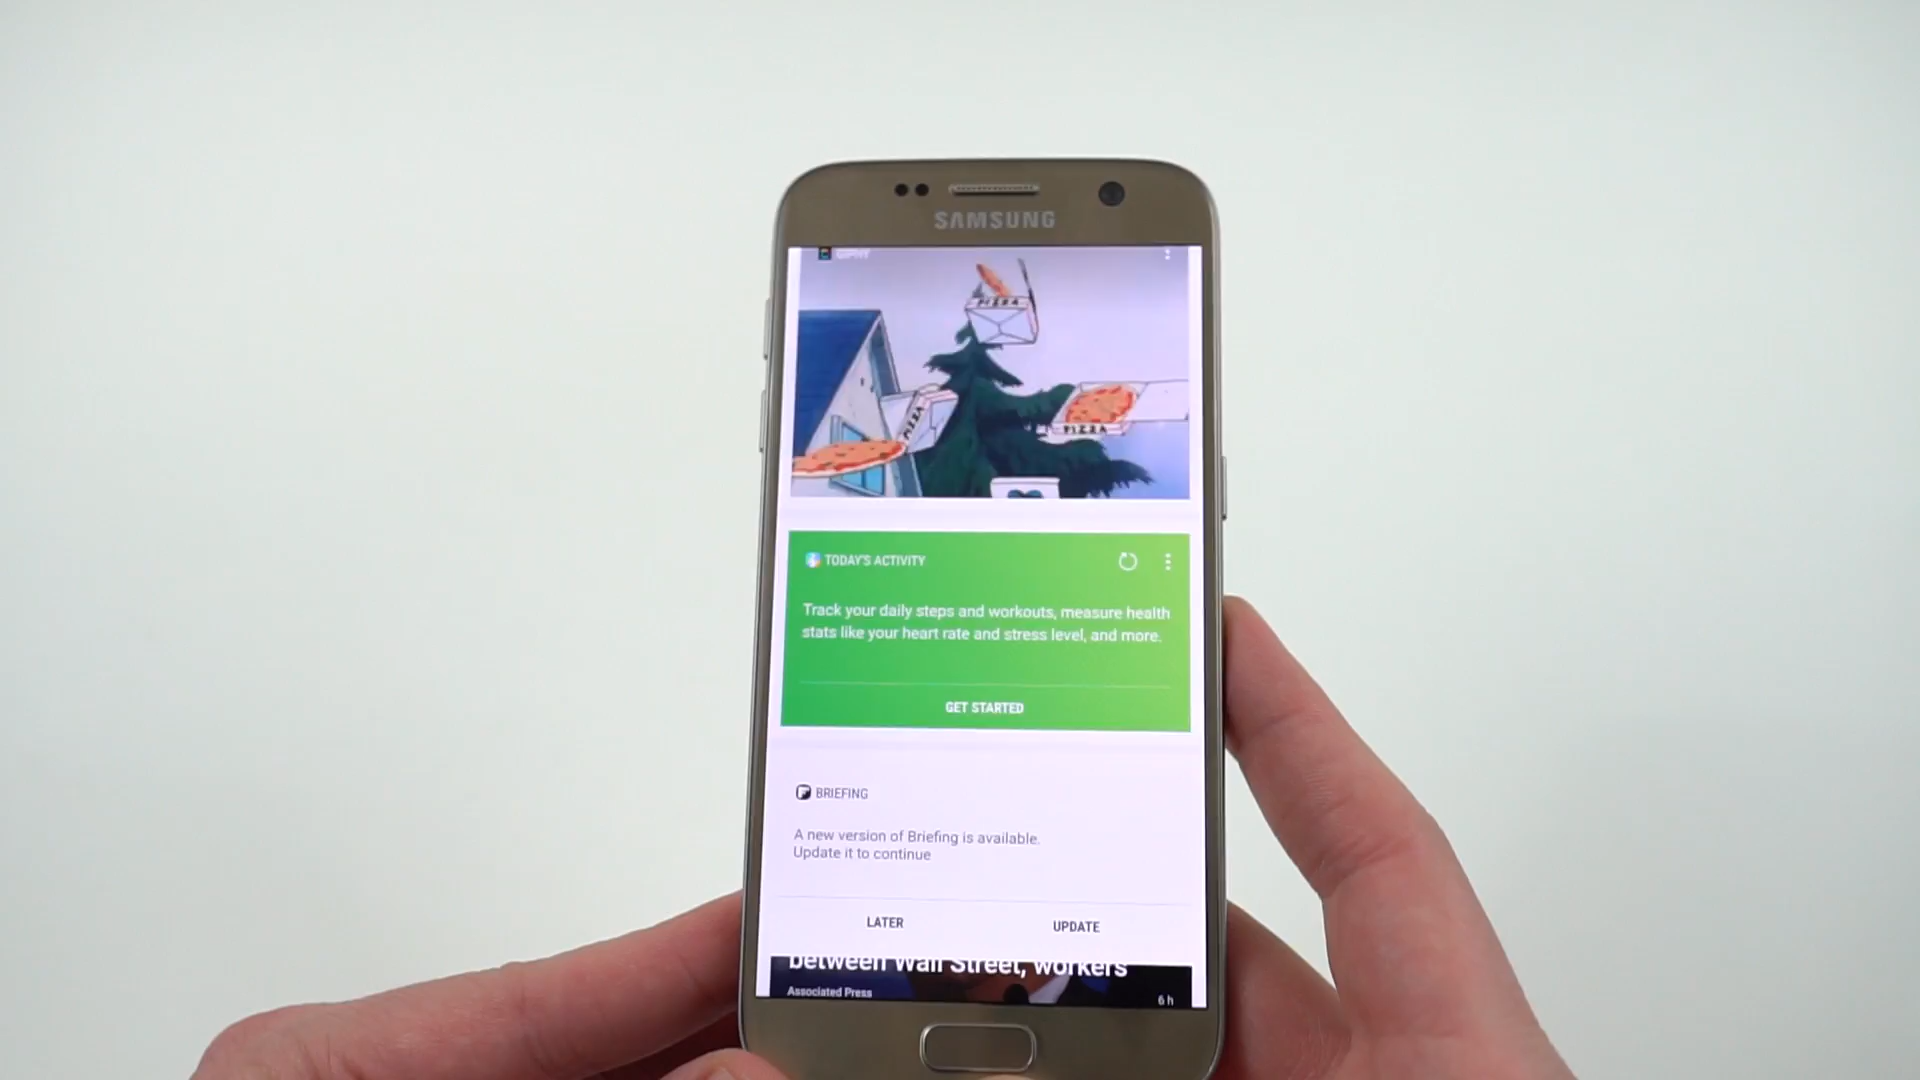 SAMSUNG
GIPHY
PIZZA
PIZZA
PIZZA
TODAY'S ACTIVITY
Track your daily steps and workouts, measure health
stats like your heart rate and stress level, and more.
GET STARTED
BRIEFING
A new version of Briefing is available.
Update it to continue
LATER
UPDATE
between Wall Street, workers
Associated Press
6 h